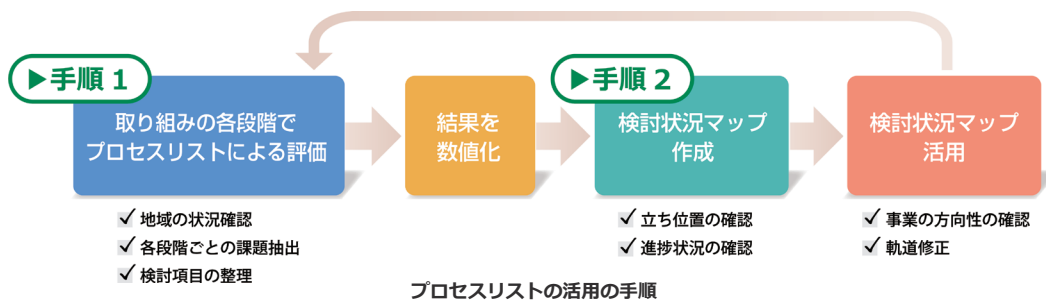 ▶手順 1
取り組みの各段階で
プロセスリストによる評価
✓ 地域の状況確認
✓ 各段階ごとの課題抽出
✓ 検討項目の整理
結果を
数値化
▶手順 2
検討状況マップ
作成
✓ 立ち位置の確認
✓ 進捗状況の確認
検討状況マップ
活用
✓ 事業の方向性の確認
✓ 軌道修正
プロセスリストの活用の手順